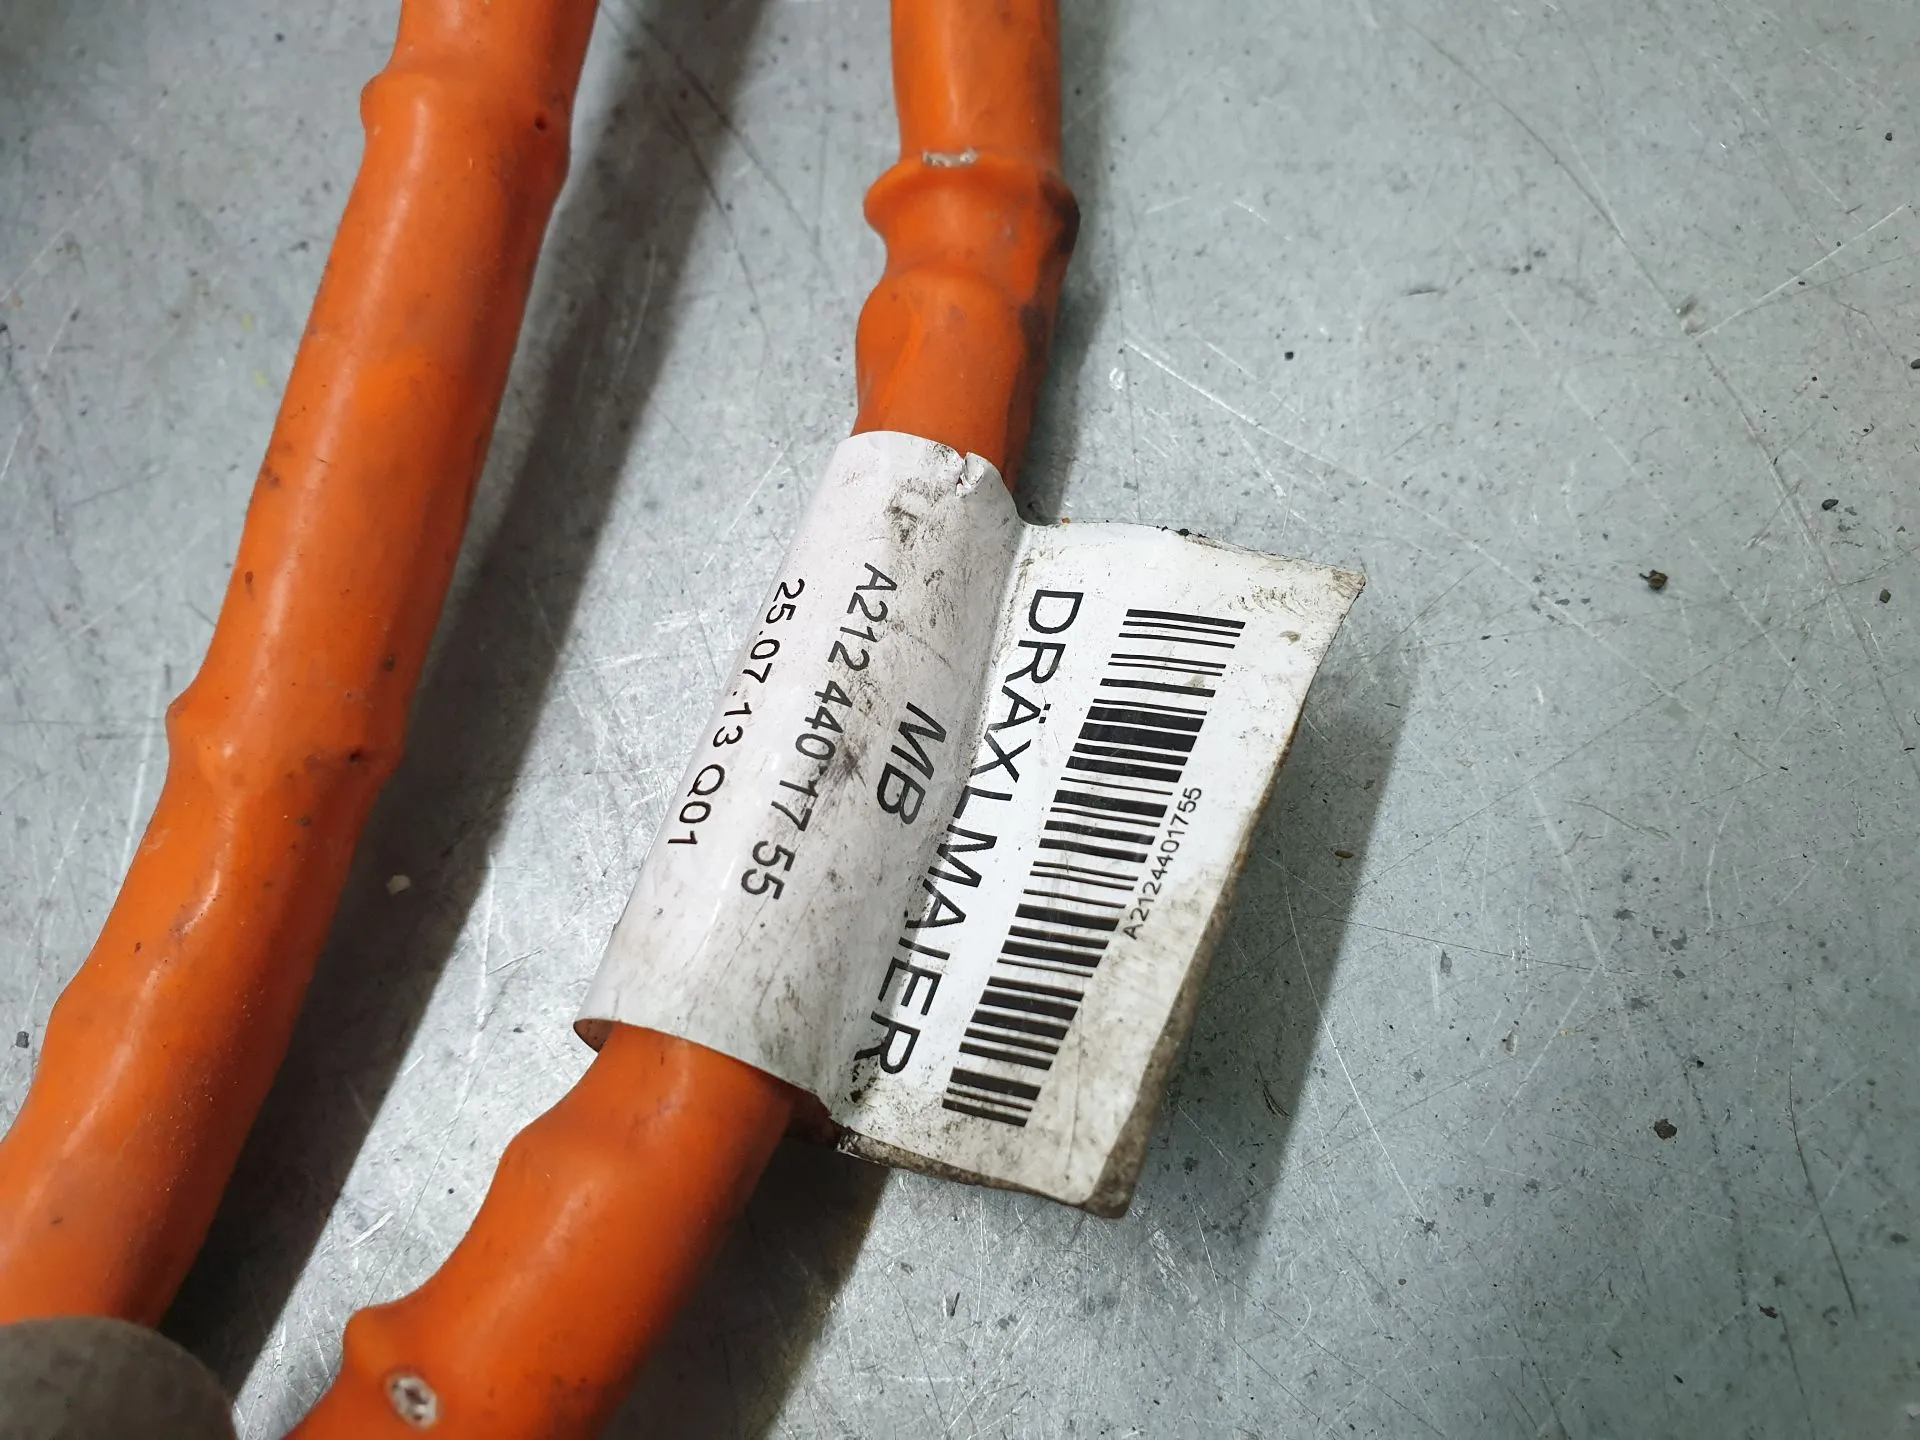 A2124401755
DRÄXLMAIER
MB
A212 440 17 55
25.07.13 Q01